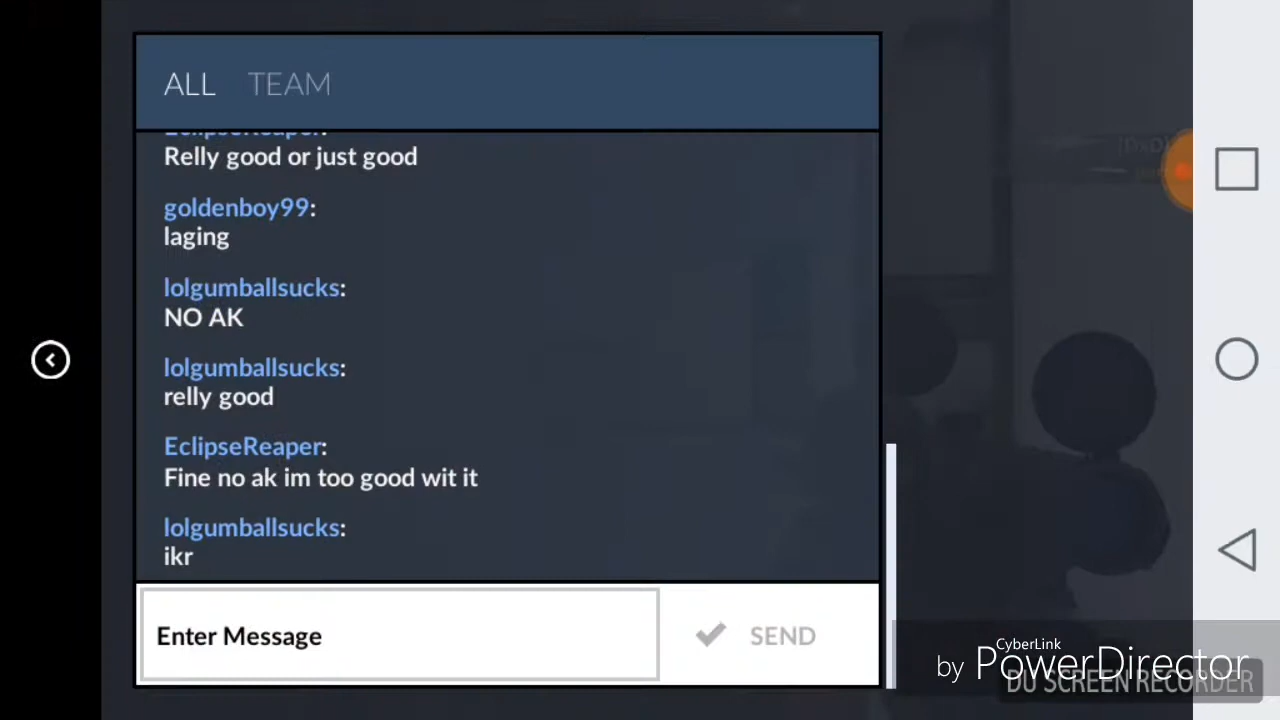 ALL TEAM
EclipseReaper:
Relly good or just good
goldenboy99:
laging
lolgumballsucks:
NO AK
lolgumballsucks:
relly good
EclipseReaper:
Fine no ak im too good wit it
lolgumballsucks:
ikr
Enter Message
SEND
CyberLink
by PowerDirector
DU SCREEN RECORDER